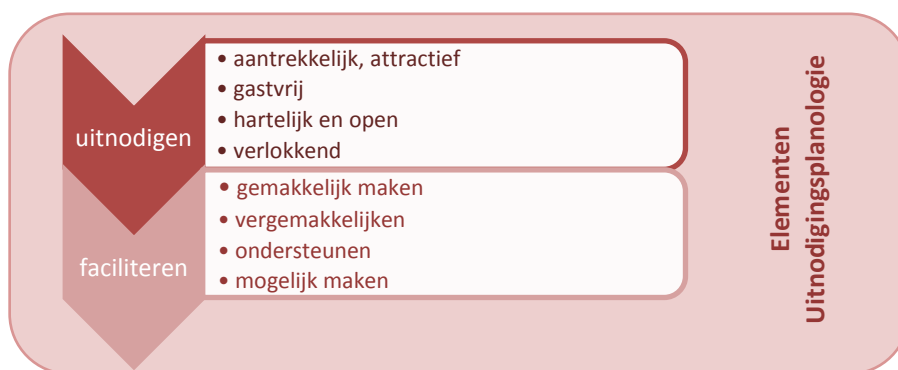 uitnodigen
• aantrekkelijk, attractief
• gastvrij
• hartelijk en open
• verlokkend
faciliteren
• gemakkelijk maken
• vergemakkelijken
• ondersteunen
• mogelijk maken
Elementen
Uitnodigingsplanologie